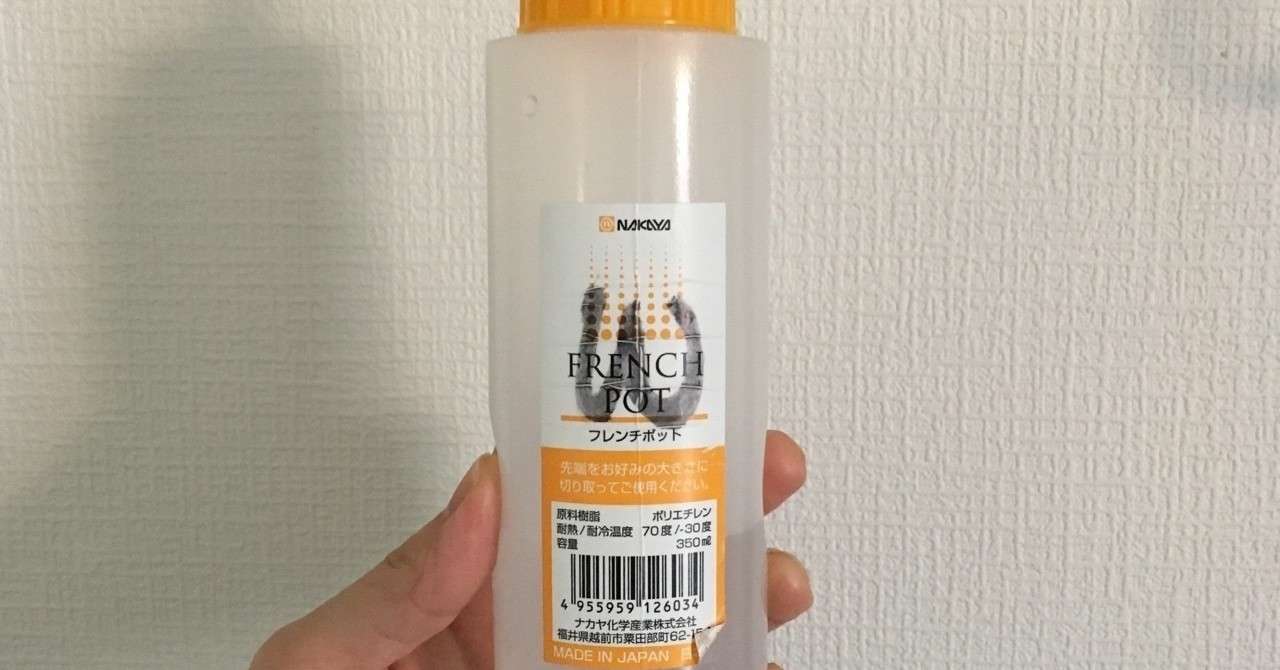 NAKAYA
FRENCH
POT
フレンチポット
先端をお好みの大きさに
切り取ってご使用ください。
原料樹脂 ポリエチレン
耐熱/耐冷温度 70度/-30度
容量 350㎖
4 955959 126034
ナカヤ化学産業株式会社
福井県越前市粟田部町62-15
MADE IN JAPAN